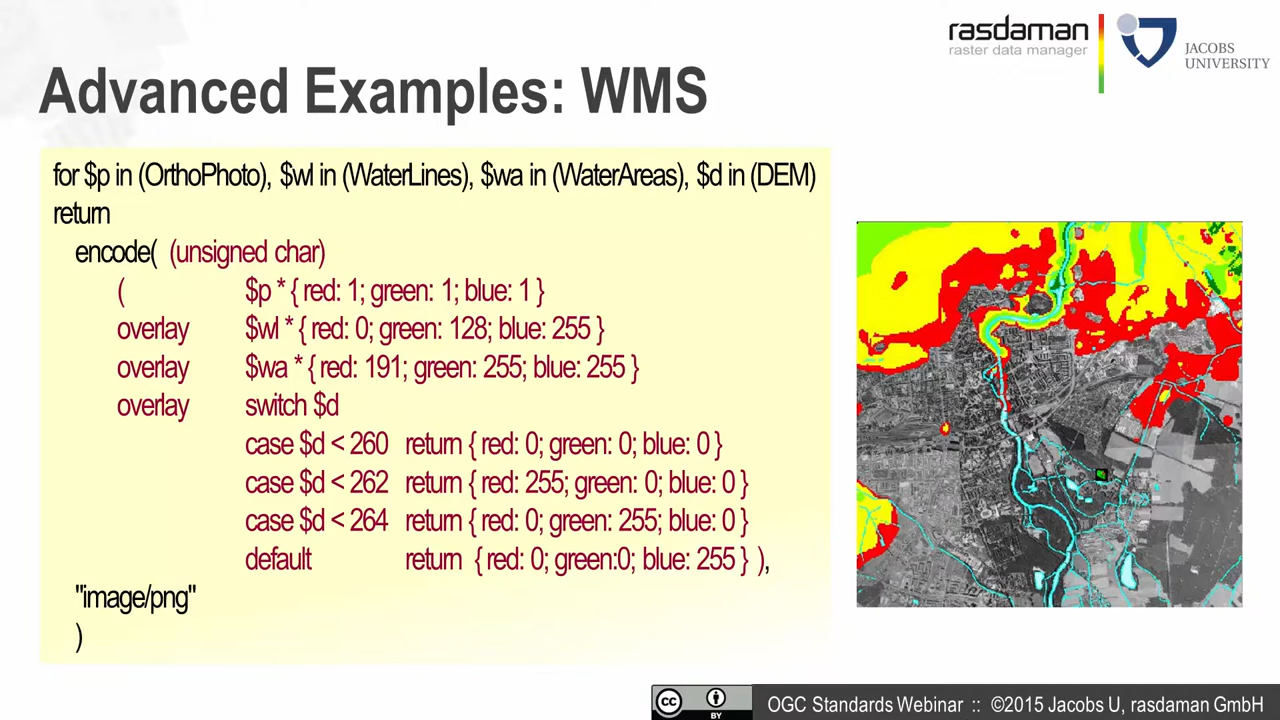 rasdaman
raster data manager
JACOBS
UNIVERSITY
Advanced Examples: WMS
for $p in (OrthoPhoto), $wl in (WaterLines), $wa in (WaterAreas), $d in (DEM)
return
encode( (unsigned char)
( $p * { red: 1; green: 1; blue: 1 }
overlay $wl * { red: 0; green: 128; blue: 255 }
overlay $wa * { red: 191; green: 255; blue: 255 }
overlay switch $d
case $d < 260 return { red: 0; green: 0; blue: 0 }
case $d < 262 return { red: 255; green: 0; blue: 0 }
case $d < 264 return { red: 0; green: 255; blue: 0 }
default return { red: 0; green:0; blue: 255 } ),
"image/png"
)
cc
BY
OGC Standards Webinar :: ©2015 Jacobs U, rasdaman GmbH